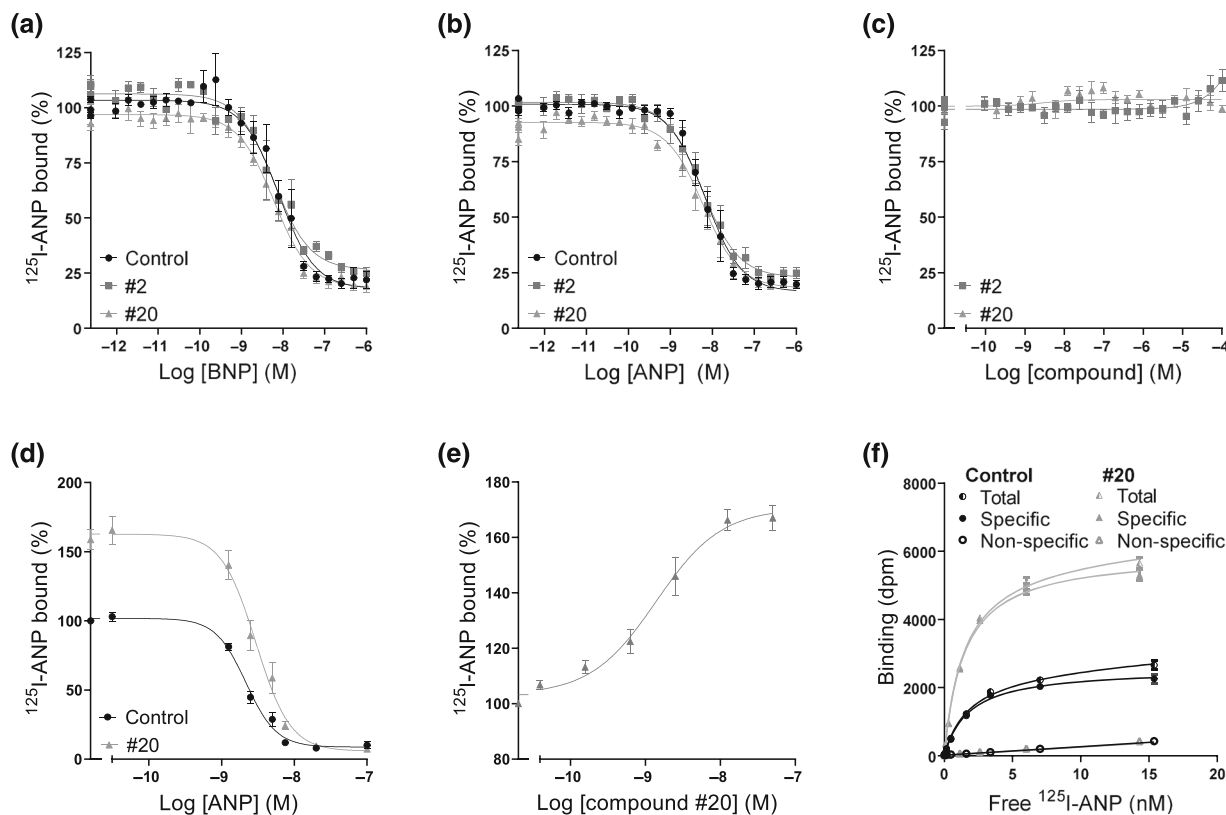 (a)
125
100
75
50
25
0
¹²⁵I-ANP bound (%)
Control
#2
#20
−12 −11 −10 −9 −8 −7 −6
Log [BNP] (M)
(b)
125
100
75
50
25
0
¹²⁵I-ANP bound (%)
Control
#2
#20
−12 −11 −10 −9 −8 −7 −6
Log [ANP] (M)
(c)
125
100
75
50
25
0
¹²⁵I-ANP bound (%)
#2
#20
−10 −9 −8 −7 −6 −5 −4
Log [compound] (M)
(d)
200
150
100
50
0
¹²⁵I-ANP bound (%)
Control
#20
−10 −9 −8 −7
Log [ANP] (M)
(e)
180
160
140
120
100
80
¹²⁵I-ANP bound (%)
−10 −9 −8 −7
Log [compound #20] (M)
(f)
Control #20
Total Total
Specific Specific
Non-specific Non-specific
8000
6000
4000
2000
0
Binding (dpm)
0 5 10 15 20
Free ¹²⁵I-ANP (nM)